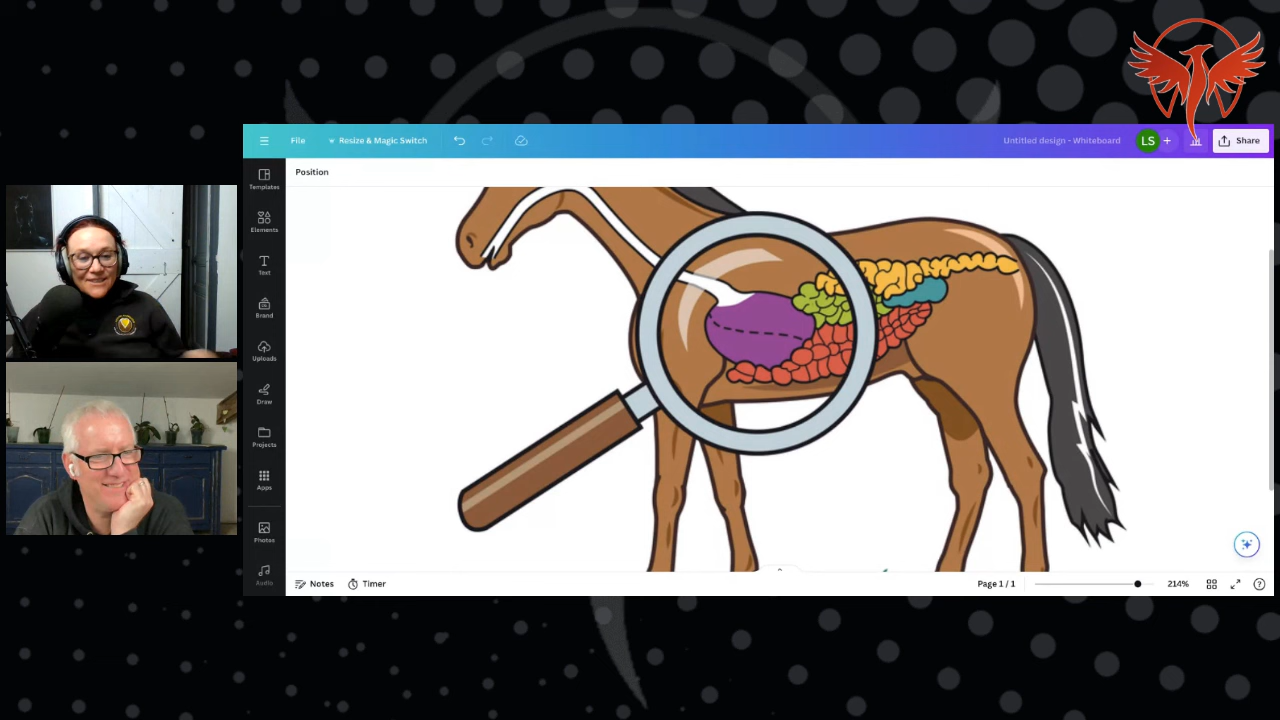 File
Resize & Magic Switch
Untitled design - Whiteboard
LS
+
Share
Position
Templates
Elements
Text
Brand
Uploads
Draw
Projects
Apps
Photos
Audio
Notes
Timer
Page 1 / 1
214%